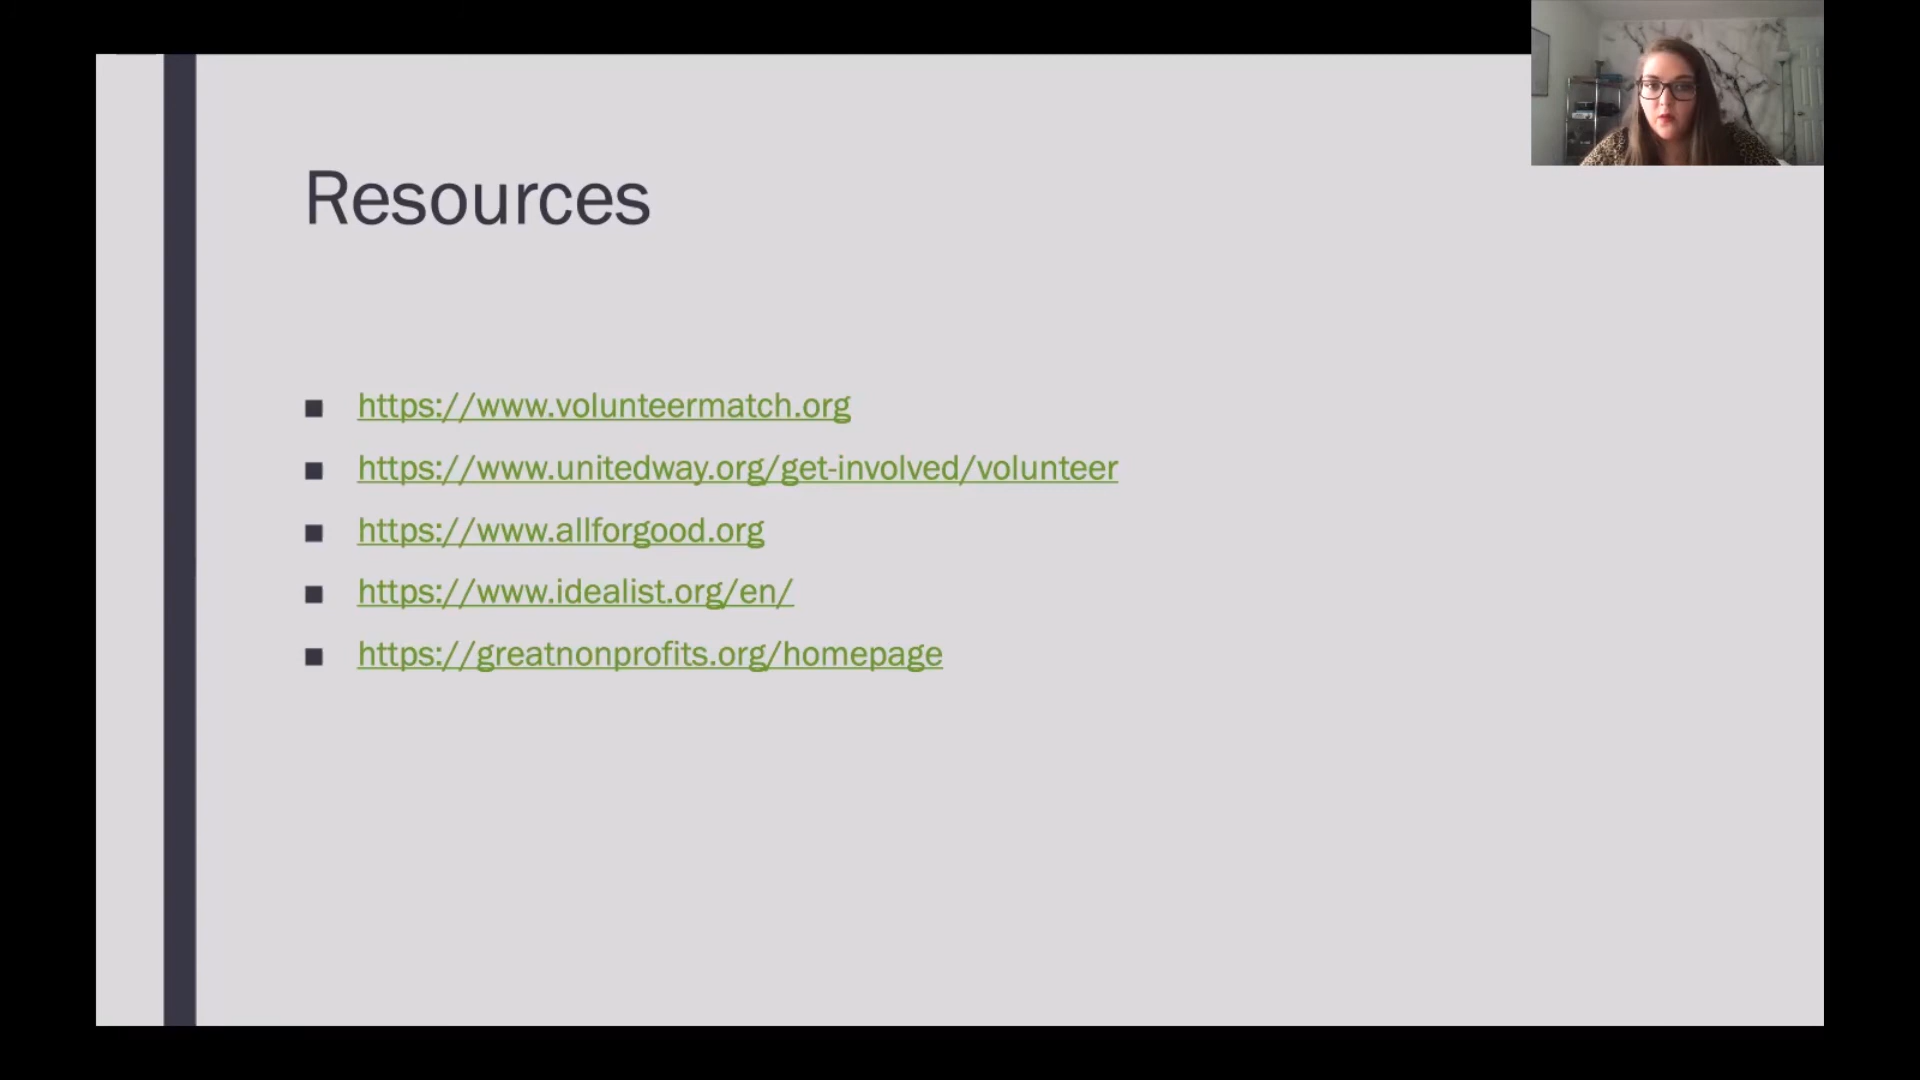 Resources
https://www.volunteermatch.org
https://www.unitedway.org/get-involved/volunteer
https://www.allforgood.org
https://www.idealist.org/en/
https://greatnonprofits.org/homepage